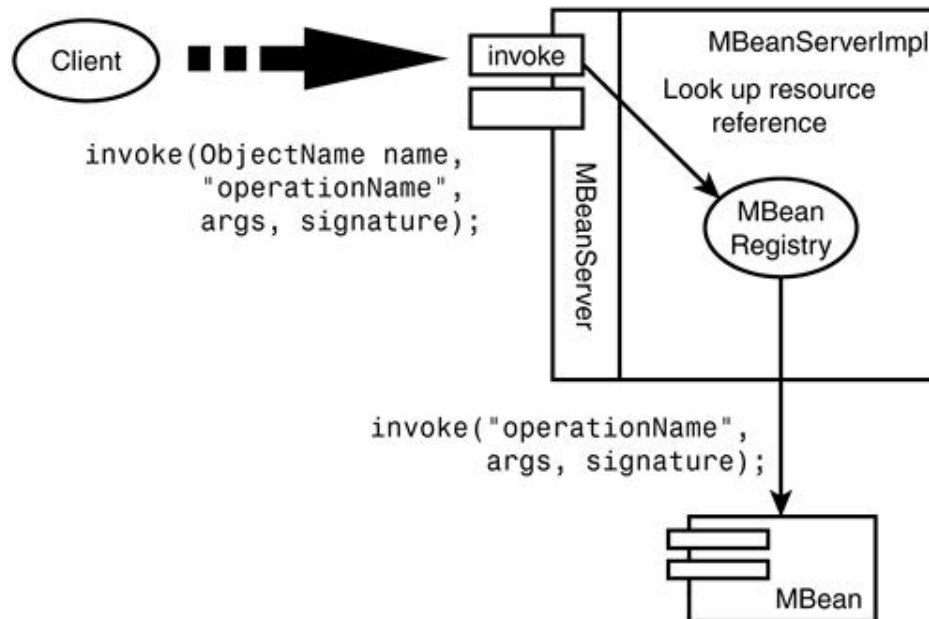 Client
invoke
MBeanServerImpl
Look up resource
reference
invoke(ObjectName name,
"operationName",
args, signature);
MBeanServer
MBean
Registry
invoke("operationName",
args, signature);
MBean